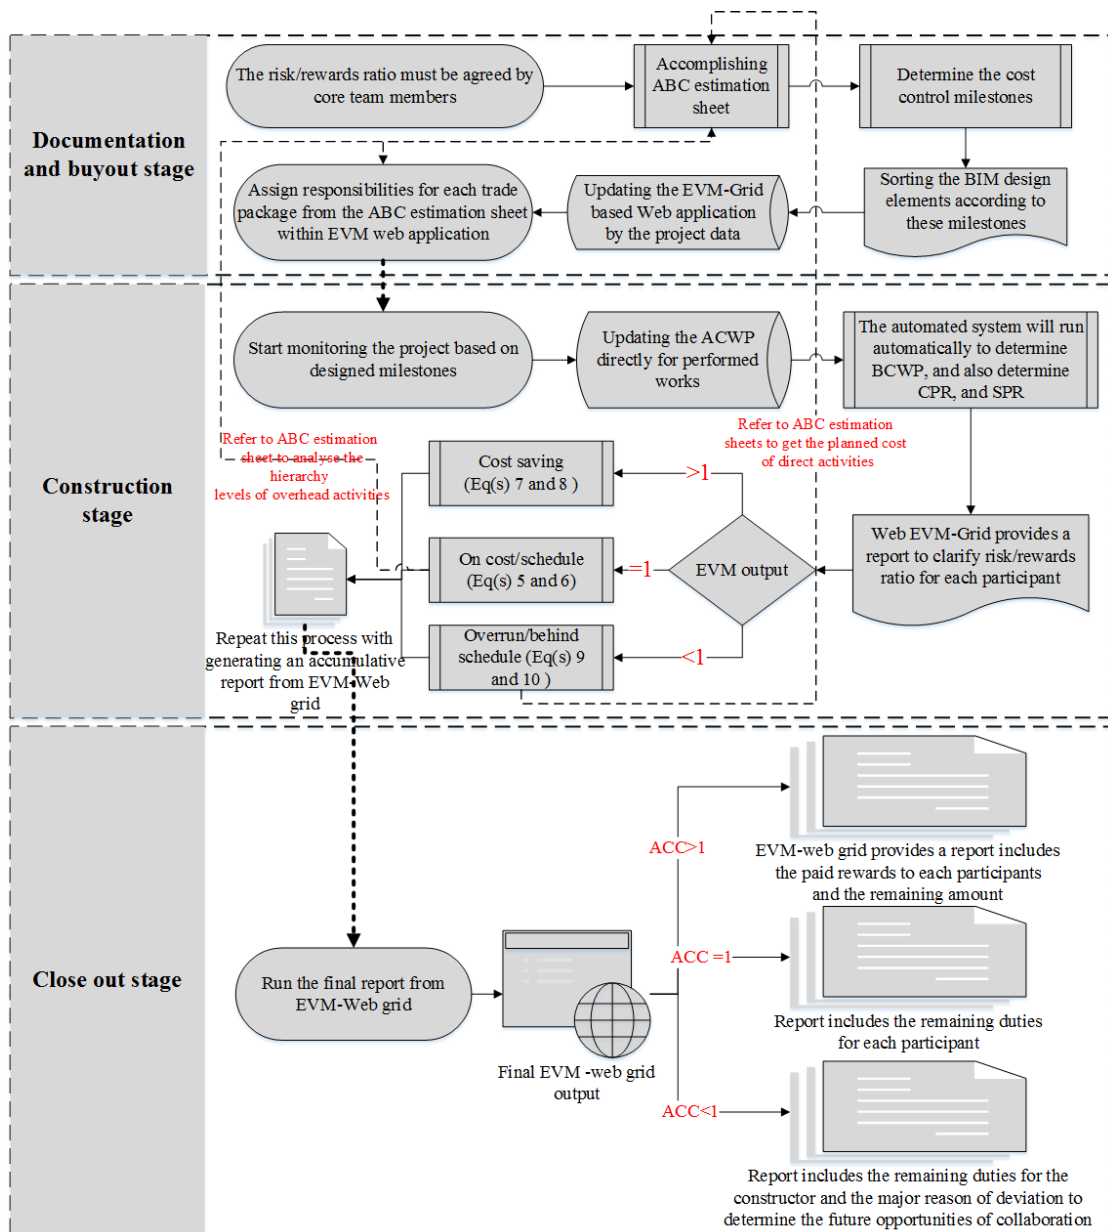 Documentation
and buyout stage
The risk/rewards ratio must be agreed by
core team members
Accomplishing
ABC estimation
sheet
Determine the cost
control milestones
Assign responsibilities for each trade
package from the ABC estimation sheet
within EVM web application
Updating the EVM-Grid
based Web application
by the project data
Sorting the BIM design
elements according to
these milestones
Construction
stage
Start monitoring the project based on
designed milestones
Updating the ACWP
directly for performed
works
The automated system will run
automatically to determine
BCWP, and also determine
CPR, and SPR
Refer to ABC estimation
sheet to analyse the
hierarchy
levels of overhead activities
Refer to ABC estimation
sheets to get the planned cost
of direct activities
Cost saving
(Eq(s) 7 and 8 )
>1
On cost/schedule
(Eq(s) 5 and 6)
=1
EVM output
Web EVM-Grid provides a
report to clarify risk/rewards
ratio for each participant
Overrun/behind
schedule (Eq(s) 9
and 10 )
<1
Repeat this process with
generating an accumulative
report from EVM-Web
grid
Close out stage
Run the final report from
EVM-Web grid
Final EVM -web grid
output
ACC>1
EVM-web grid provides a report includes
the paid rewards to each participants
and the remaining amount
ACC =1
Report includes the remaining duties
for each participant
ACC<1
Report includes the remaining duties for the
constructor and the major reason of deviation to
determine the future opportunities of collaboration